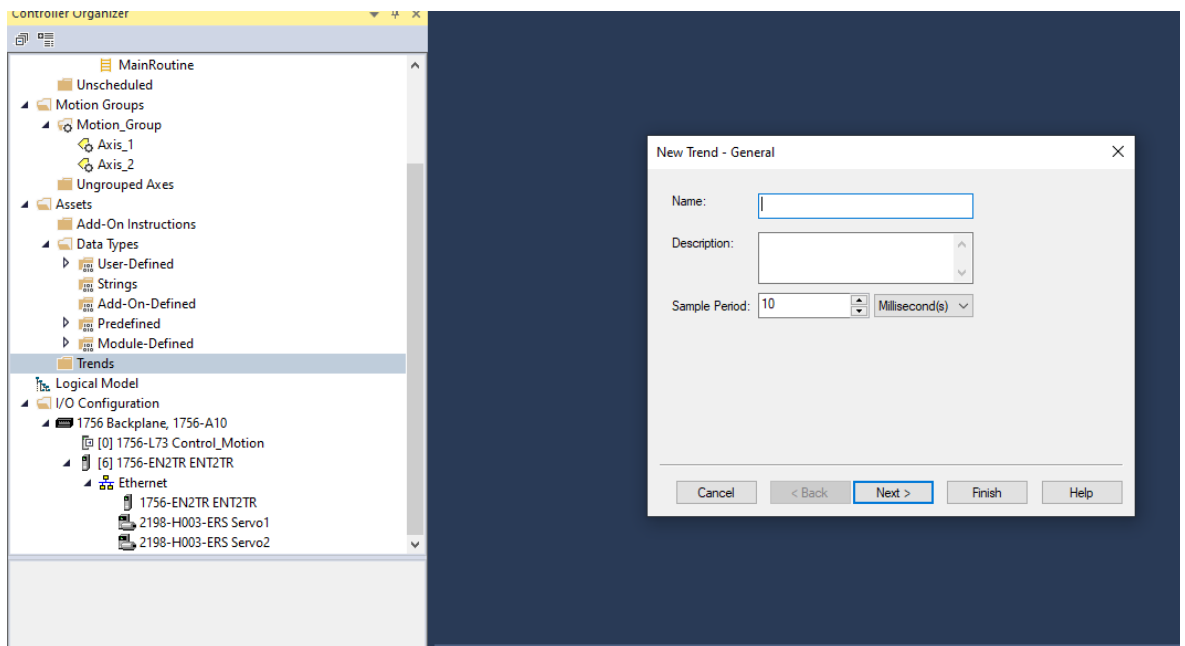 Controller Organizer
MainRoutine
Unscheduled
Motion Groups
Motion_Group
Axis_1
Axis_2
Ungrouped Axes
Assets
Add-On Instructions
Data Types
User-Defined
Strings
Add-On-Defined
Predefined
Module-Defined
Trends
Logical Model
I/O Configuration
1756 Backplane, 1756-A10
[0] 1756-L73 Control_Motion
[6] 1756-EN2TR ENT2TR
Ethernet
1756-EN2TR ENT2TR
2198-H003-ERS Servo1
2198-H003-ERS Servo2
New Trend - General
Name:
Description:
Sample Period: 10 Millisecond(s)
Cancel < Back Next > Finish Help